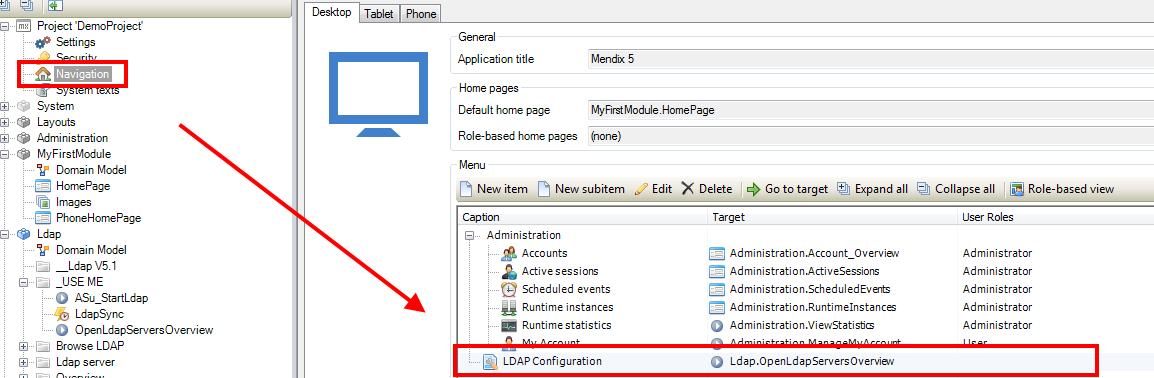 Project 'DemoProject'
Settings
Security
Navigation
System texts
System
Layouts
Administration
MyFirstModule
Domain Model
HomePage
Images
PhoneHomePage
Ldap
Domain Model
__Ldap V5.1
_USE ME
ASu_StartLdap
LdapSync
OpenLdapServersOverview
Browse LDAP
Ldap server
Overview
Desktop Tablet Phone
General
Application title Mendix 5
Home pages
Default home page MyFirstModule.HomePage
Role-based home pages (none)
Menu
New item New subitem Edit Delete Go to target Expand all Collapse all Role-based view
Caption Target User Roles
Administration
Accounts Administration.Account_Overview Administrator
Active sessions Administration.ActiveSessions Administrator
Scheduled events Administration.ScheduledEvents Administrator
Runtime instances Administration.RuntimeInstances Administrator
Runtime statistics Administration.ViewStatistics Administrator
My Account Administration.ManageMyAccount User
LDAP Configuration Ldap.OpenLdapServersOverview